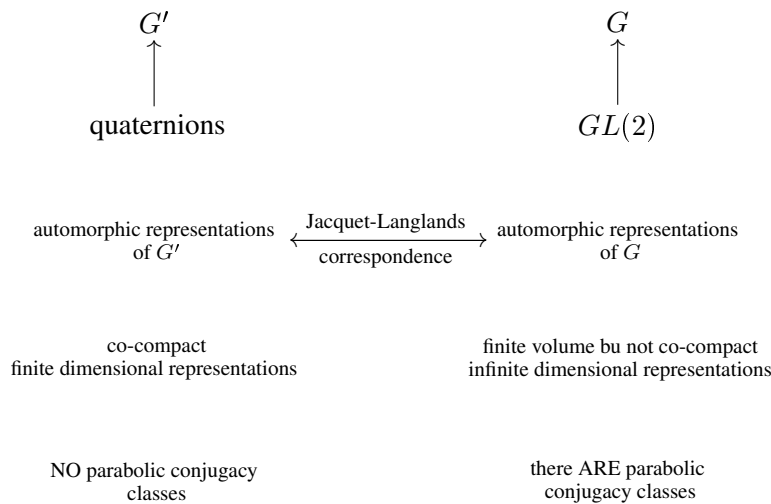 G′
G
quaternions
GL(2)
automorphic representations
of G′
Jacquet-Langlands
correspondence
automorphic representations
of G
co-compact
finite dimensional representations
finite volume bu not co-compact
infinite dimensional representations
NO parabolic conjugacy
classes
there ARE parabolic
conjugacy classes